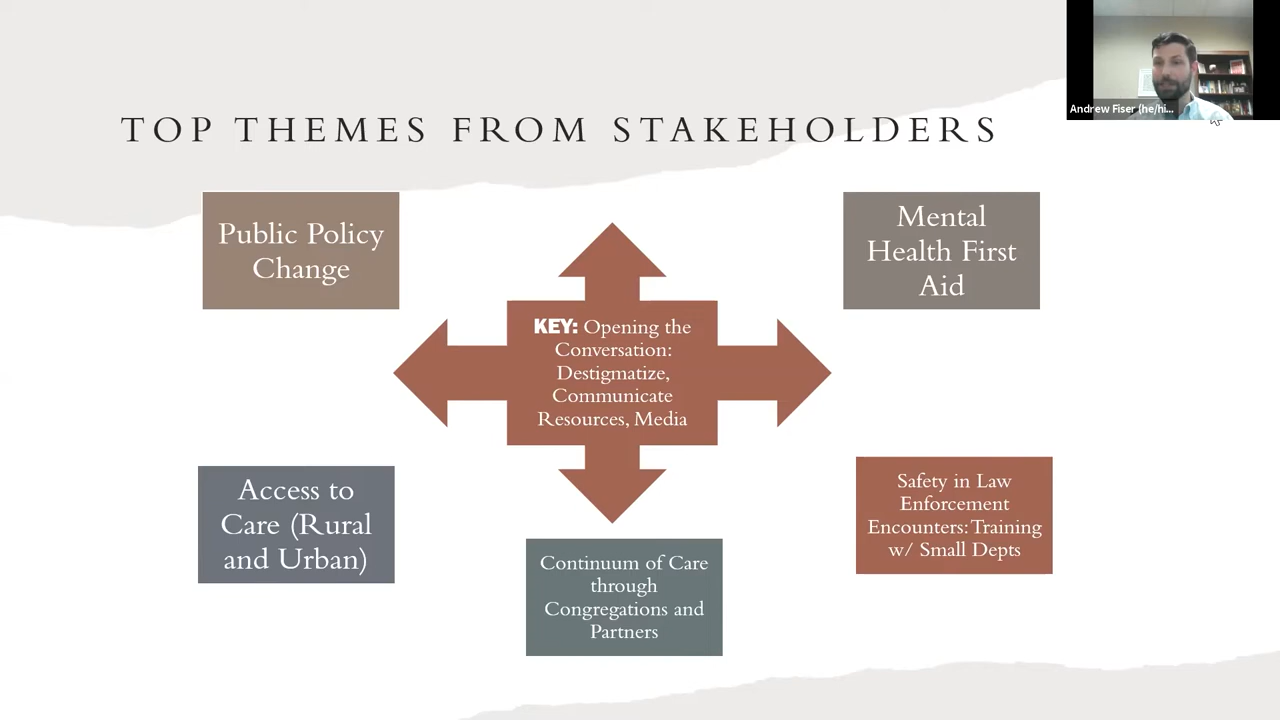 TOP THEMES FROM STAKEHOLDERS
Andrew Fiser (he/hi...
Public Policy
Change
Mental
Health First
Aid
KEY: Opening the
Conversation:
Destigmatize,
Communicate
Resources, Media
Access to
Care (Rural
and Urban)
Safety in Law
Enforcement
Encounters: Training
w/ Small Depts
Continuum of Care
through
Congregations and
Partners